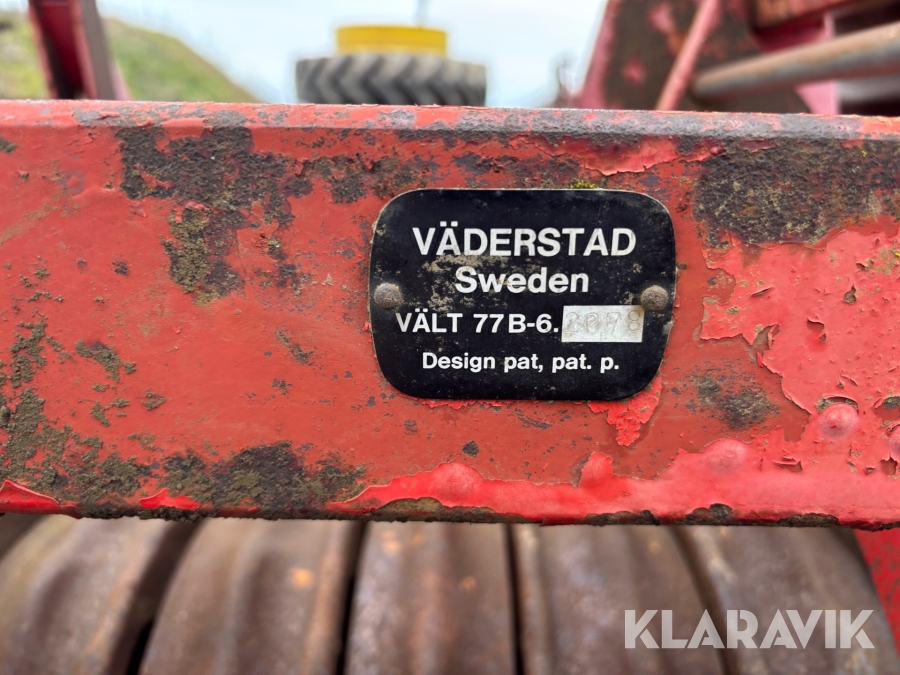 VÄDERSTAD
Sweden
VÄLT 77B-6.
Design pat, pat. p.
KLARAVIK